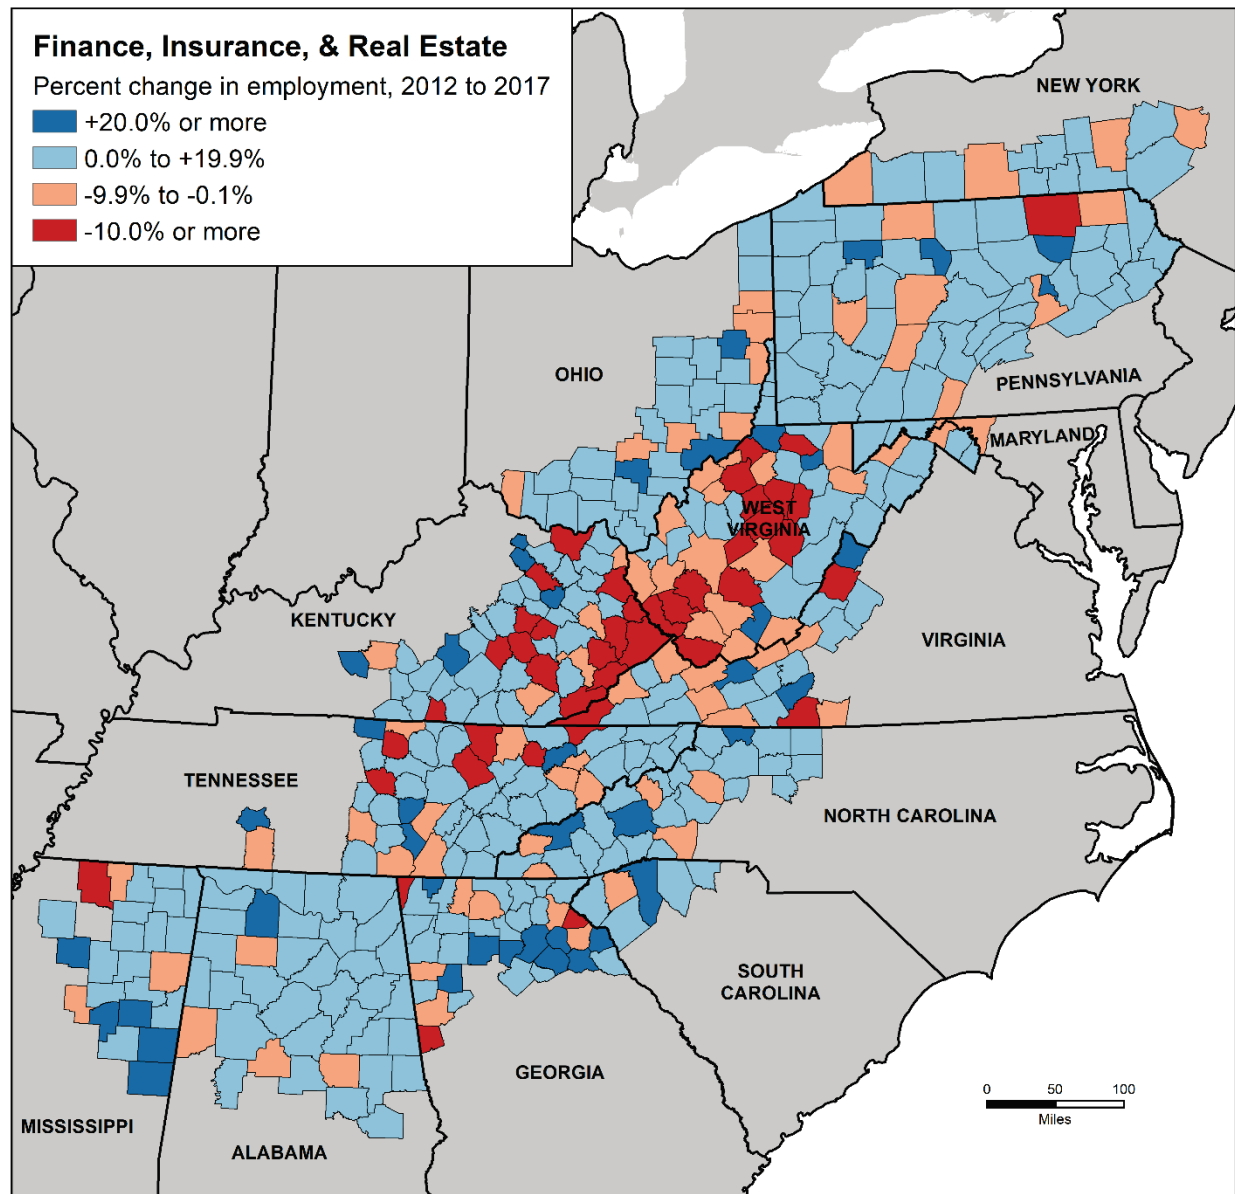 Finance, Insurance, & Real Estate
Percent change in employment, 2012 to 2017
+20.0% or more
0.0% to +19.9%
-9.9% to -0.1%
-10.0% or more
NEW YORK
OHIO
PENNSYLVANIA
MARYLAND
WEST
VIRGINIA
KENTUCKY
VIRGINIA
TENNESSEE
NORTH CAROLINA
SOUTH
CAROLINA
GEORGIA
MISSISSIPPI
ALABAMA
0 50 100
Miles